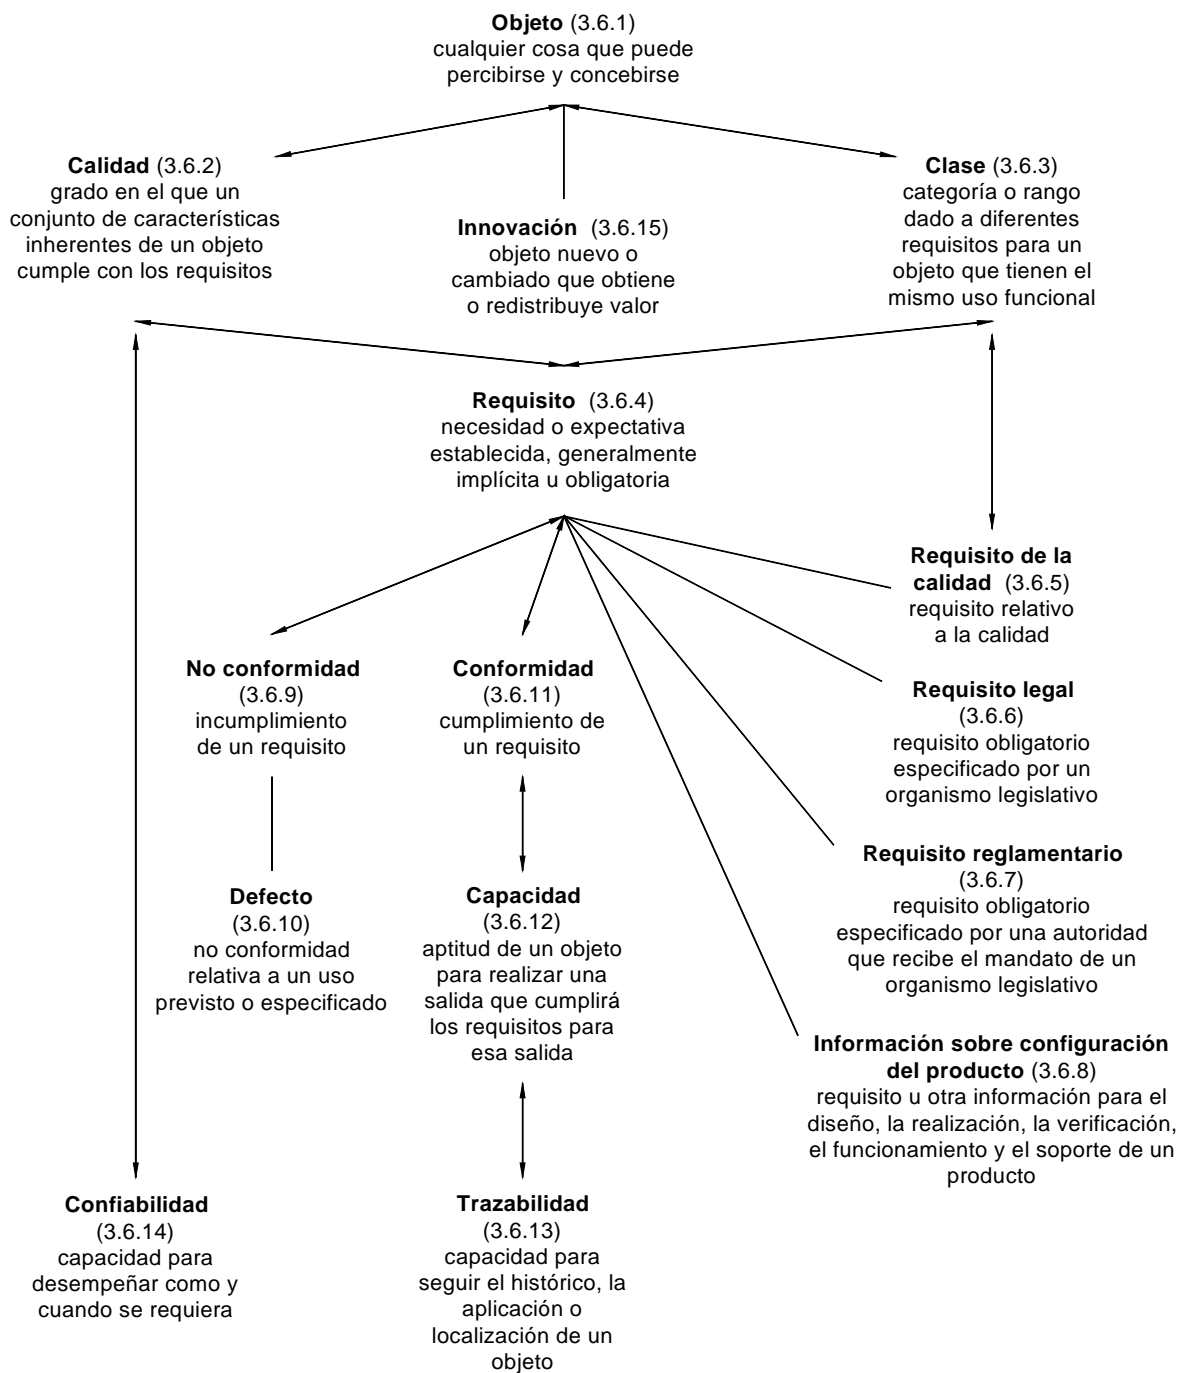 Objeto (3.6.1)
cualquier cosa que puede
percibirse y concebirse
Calidad (3.6.2)
grado en el que un
conjunto de características
inherentes de un objeto
cumple con los requisitos
Innovación (3.6.15)
objeto nuevo o
cambiado que obtiene
o redistribuye valor
Clase (3.6.3)
categoría o rango
dado a diferentes
requisitos para un
objeto que tienen el
mismo uso funcional
Requisito (3.6.4)
necesidad o expectativa
establecida, generalmente
implícita u obligatoria
Requisito de la
calidad (3.6.5)
requisito relativo
a la calidad
No conformidad
(3.6.9)
incumplimiento
de un requisito
Conformidad
(3.6.11)
cumplimiento de
un requisito
Requisito legal
(3.6.6)
requisito obligatorio
especificado por un
organismo legislativo
Requisito reglamentario
(3.6.7)
requisito obligatorio
especificado por una autoridad
que recibe el mandato de un
organismo legislativo
Defecto
(3.6.10)
no conformidad
relativa a un uso
previsto o especificado
Capacidad
(3.6.12)
aptitud de un objeto
para realizar una
salida que cumplirá
los requisitos para
esa salida
Información sobre configuración
del producto (3.6.8)
requisito u otra información para el
diseño, la realización, la verificación,
el funcionamiento y el soporte de un
producto
Confiabilidad
(3.6.14)
capacidad para
desempeñar como y
cuando se requiera
Trazabilidad
(3.6.13)
capacidad para
seguir el histórico, la
aplicación o
localización de un
objeto